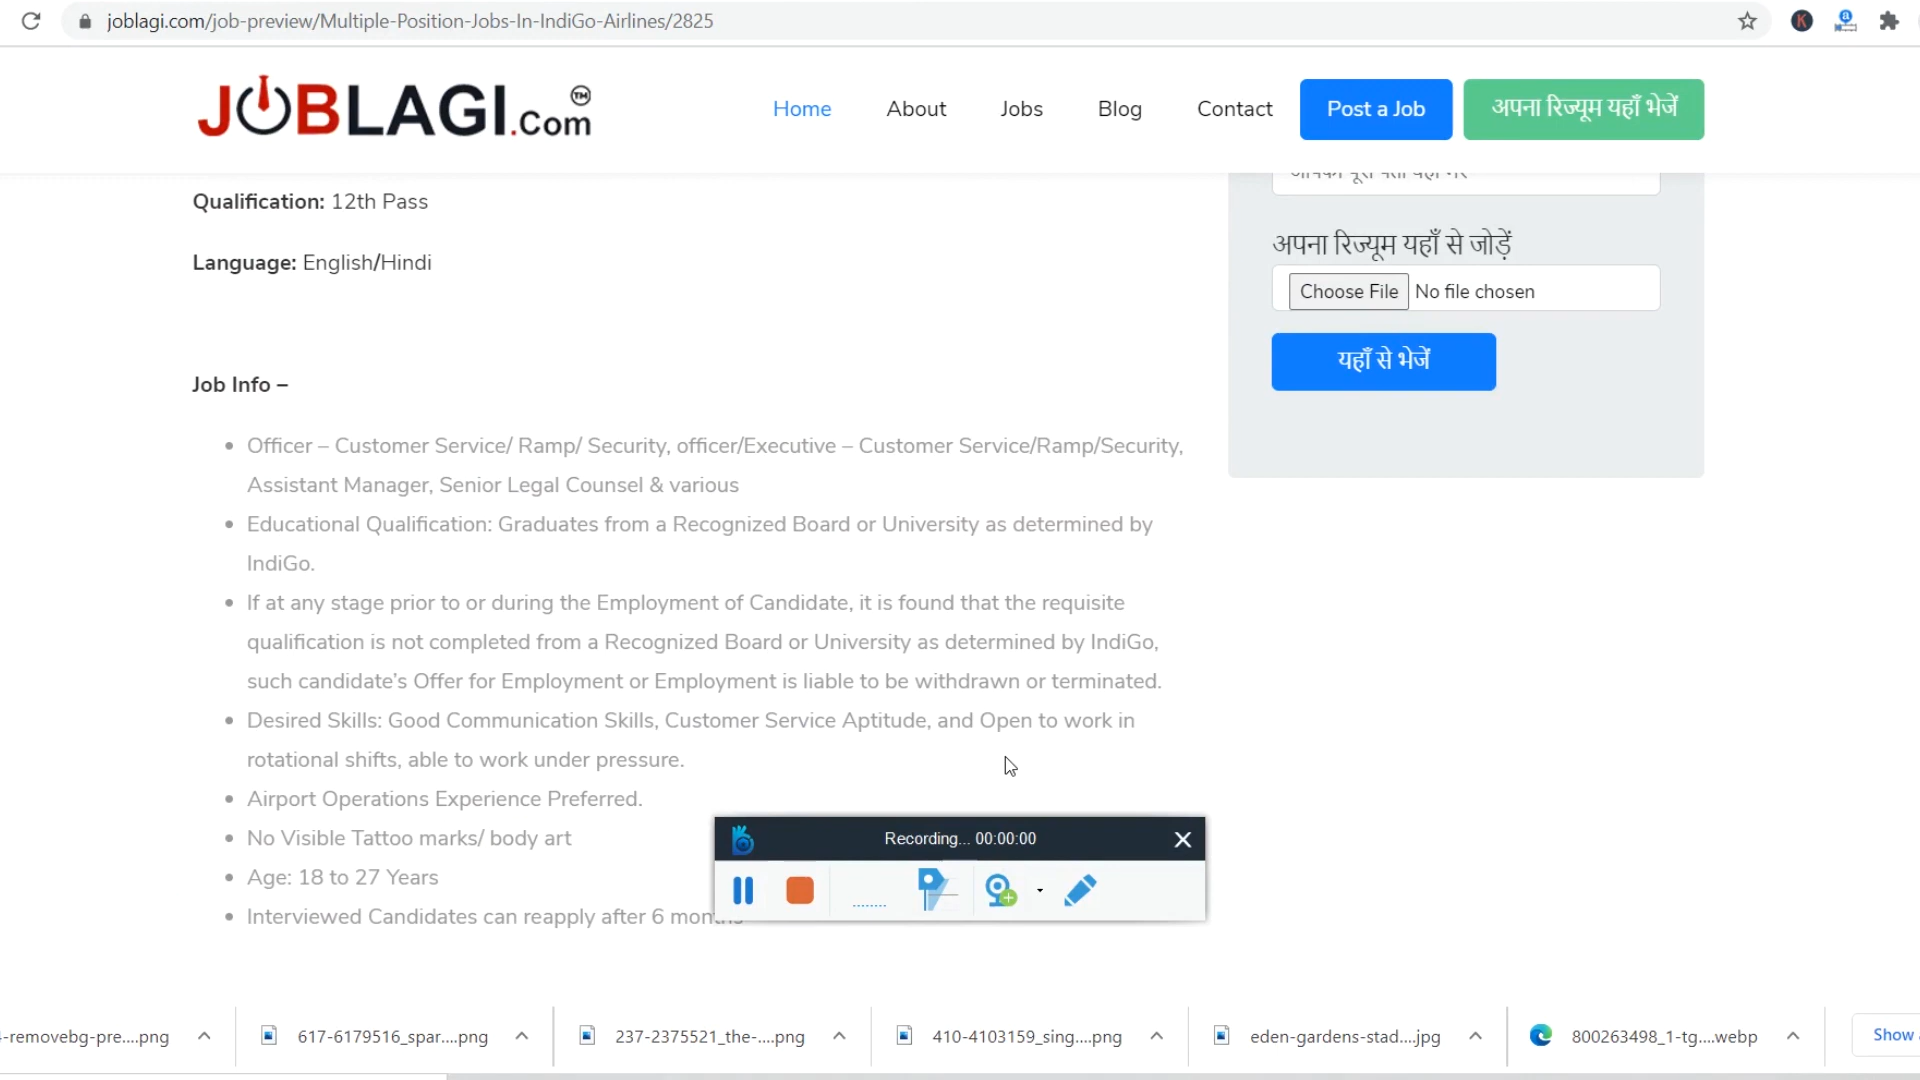 joblagi.com/job-preview/Multiple-Position-Jobs-In-IndiGo-Airlines/2825
K
JOBLAGI.Com TM
Home About Jobs Blog Contact Post a Job अपना रिज्यूम यहाँ भेजें
Qualification: 12th Pass
Language: English/Hindi
अपना रिज्यूम यहाँ से जोड़ें
Choose File No file chosen
यहाँ से भेजें
Job Info –
Officer – Customer Service/ Ramp/ Security, officer/Executive – Customer Service/Ramp/Security,
Assistant Manager, Senior Legal Counsel & various
Educational Qualification: Graduates from a Recognized Board or University as determined by
IndiGo.
If at any stage prior to or during the Employment of Candidate, it is found that the requisite
qualification is not completed from a Recognized Board or University as determined by IndiGo,
such candidate's Offer for Employment or Employment is liable to be withdrawn or terminated.
Desired Skills: Good Communication Skills, Customer Service Aptitude, and Open to work in
rotational shifts, able to work under pressure.
Airport Operations Experience Preferred.
No Visible Tattoo marks/ body art
Age: 18 to 27 Years
Interviewed Candidates can reapply after 6 months
Recording... 00:00:00
-removebg-pre....png 617-6179516_spar....png 237-2375521_the-....png 410-4103159_sing....png eden-gardens-stad....jpg 800263498_1-tg....webp Show